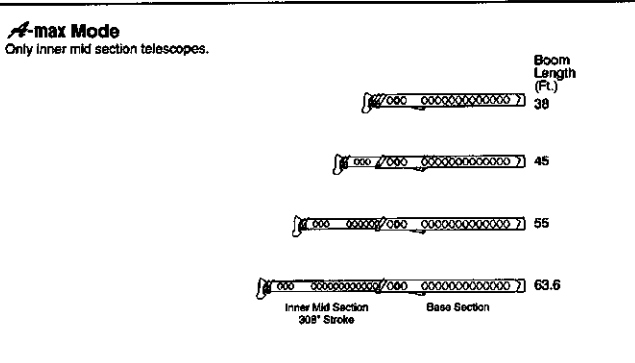 A-max Mode
Only inner mid section telescopes.
Boom
Length
(Ft.)
38
45
55
63.6
Inner Mid Section
308" Stroke
Base Section